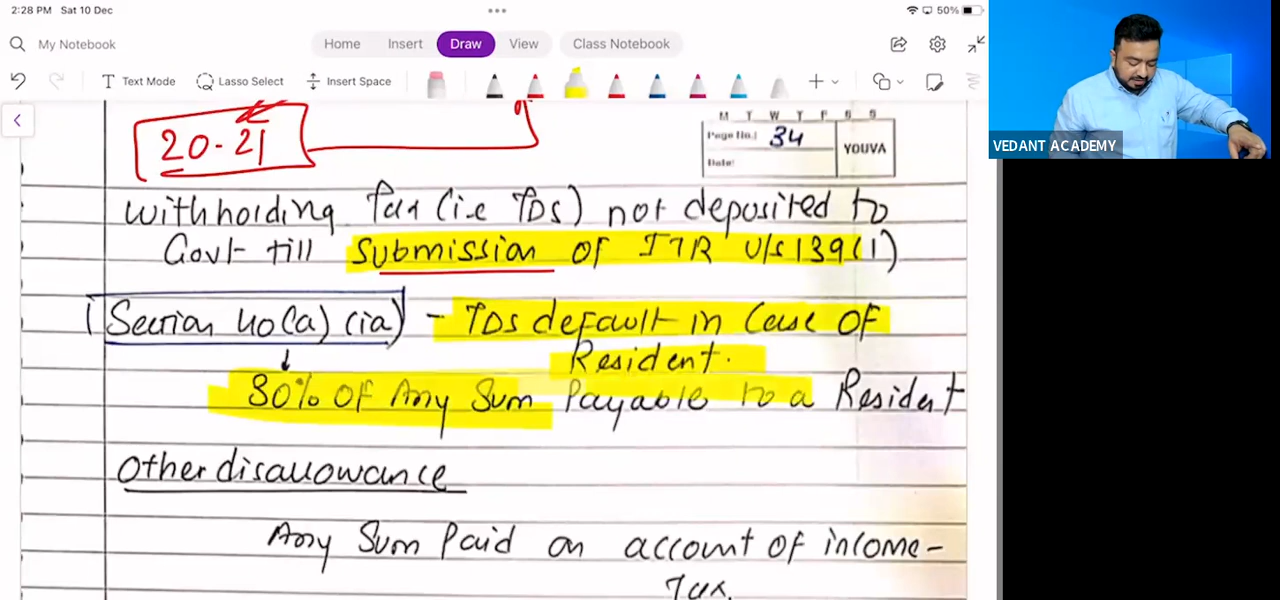 2:28 PM Sat 10 Dec
50%
My Notebook
Home Insert Draw View Class Notebook
Text Mode Lasso Select Insert Space
20-21
M T W T F S S
Page No.: 34
Date:
YOUVA
VEDANT ACADEMY
withholding Tax (i.e TDS) not deposited to
Govt till Submission of ITR U/s 139(1)
Section 40(a) (ia) - TDS default in Case OF
Resident.
30% OF Any Sum Payable to a Resident
Other disallowance
Any Sum Paid on account of income-
Tax.